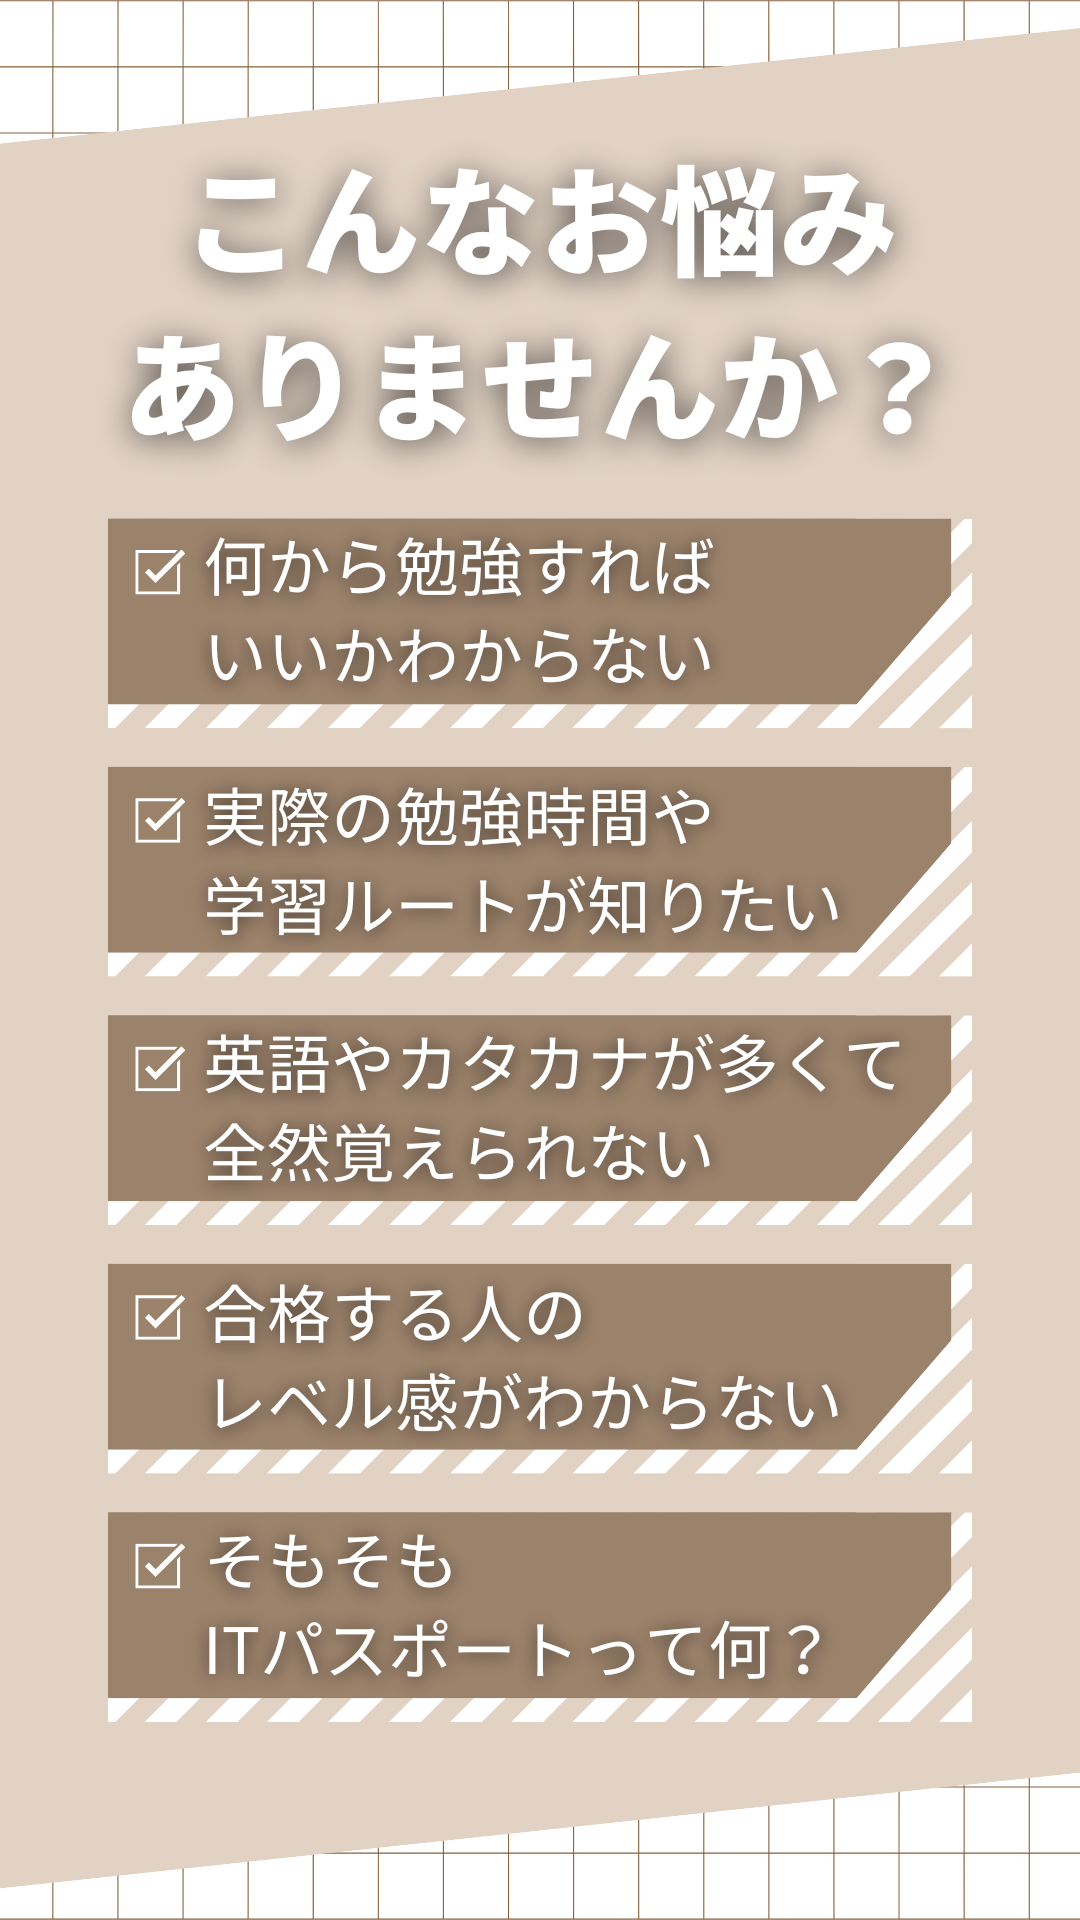 こんなお悩み
ありませんか？
何から勉強すれば
いいかわからない
実際の勉強時間や
学習ルートが知りたい
英語やカタカナが多くて
全然覚えられない
合格する人の
レベル感がわからない
そもそも
ITパスポートって何？